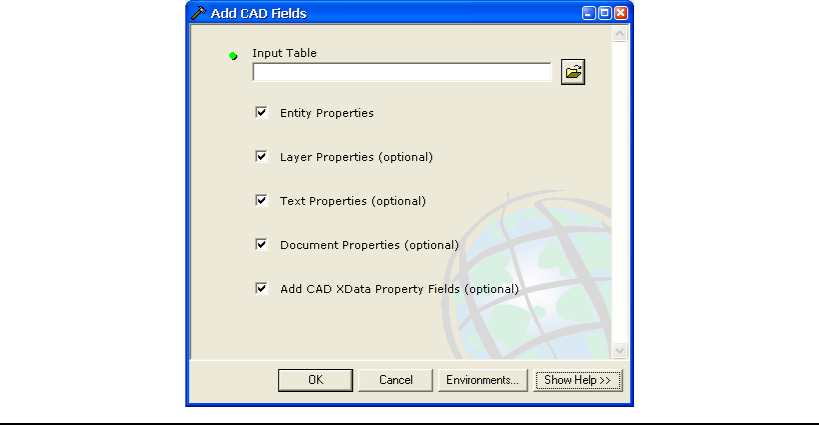 Add CAD Fields
Input Table
Entity Properties
Layer Properties (optional)
Text Properties (optional)
Document Properties (optional)
Add CAD XData Property Fields (optional)
OK Cancel Environments... Show Help >>